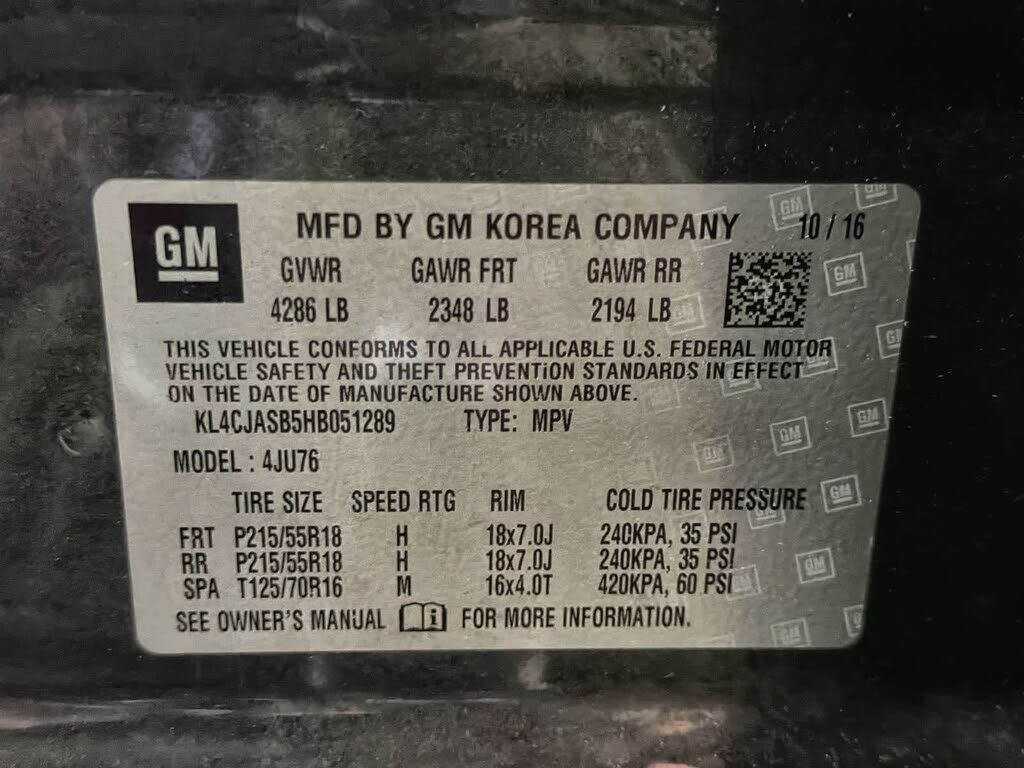 GM MFD BY GM KOREA COMPANY 10 / 16
GVWR GAWR FRT GAWR RR
4286 LB 2348 LB 2194 LB
THIS VEHICLE CONFORMS TO ALL APPLICABLE U.S. FEDERAL MOTOR
VEHICLE SAFETY AND THEFT PREVENTION STANDARDS IN EFFECT
ON THE DATE OF MANUFACTURE SHOWN ABOVE.
KL4CJASB5HB051289 TYPE: MPV
MODEL : 4JU76
TIRE SIZE SPEED RTG RIM COLD TIRE PRESSURE
FRT P215/55R18 H 18x7.0J 240KPA, 35 PSI
RR P215/55R18 H 18x7.0J 240KPA, 35 PSI
SPA T125/70R16 M 16x4.0T 420KPA, 60 PSI
SEE OWNER'S MANUAL FOR MORE INFORMATION.